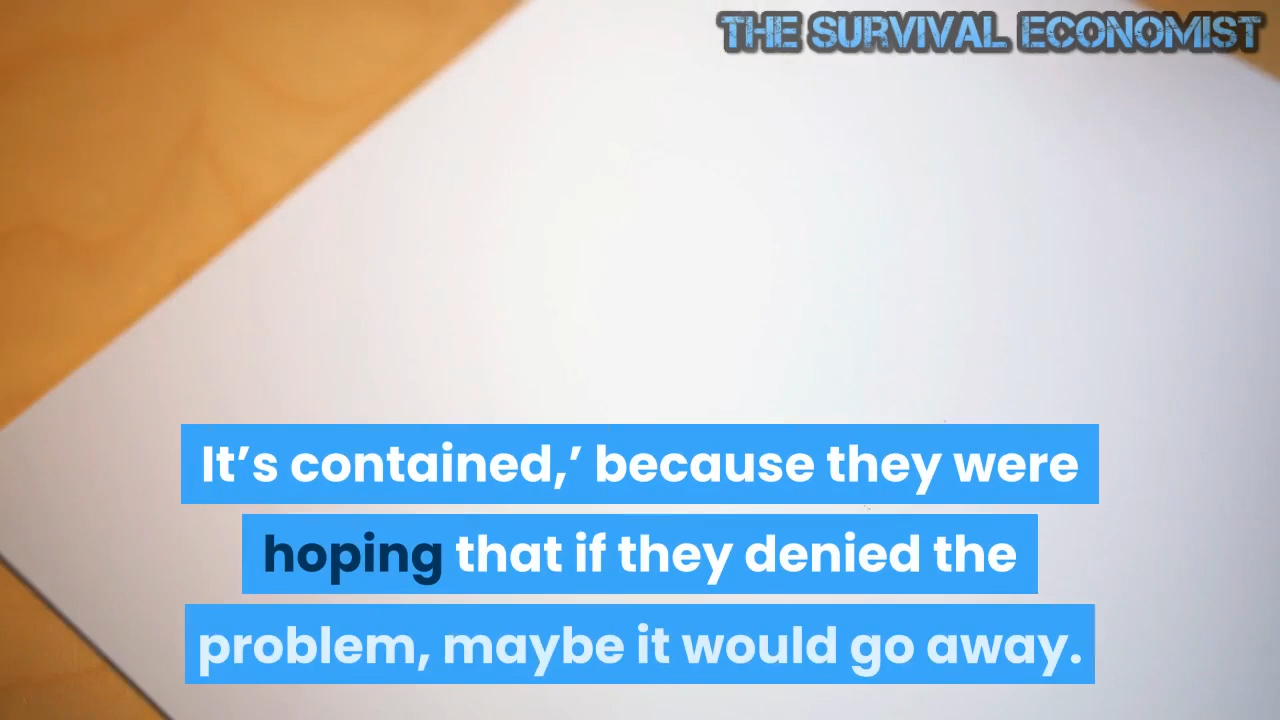 THE SURVIVAL ECONOMIST
It’s contained,’ because they were
hoping that if they denied the
problem, maybe it would go away.